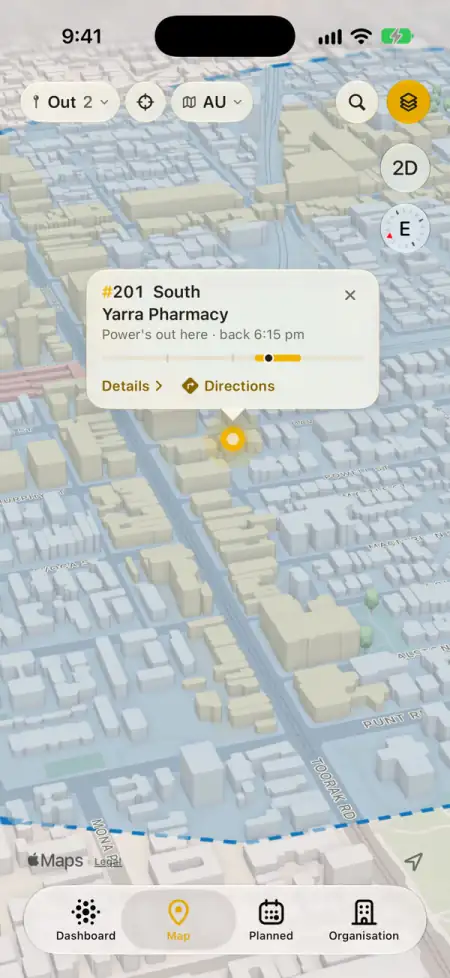 9:41
Out 2
AU
2D
E
#201 South
Yarra Pharmacy
Power's out here · back 6:15 pm
Details
Directions
PUNT R
TOORAK RD
MONA
Maps Legal
Dashboard
Map
Planned
Organisation